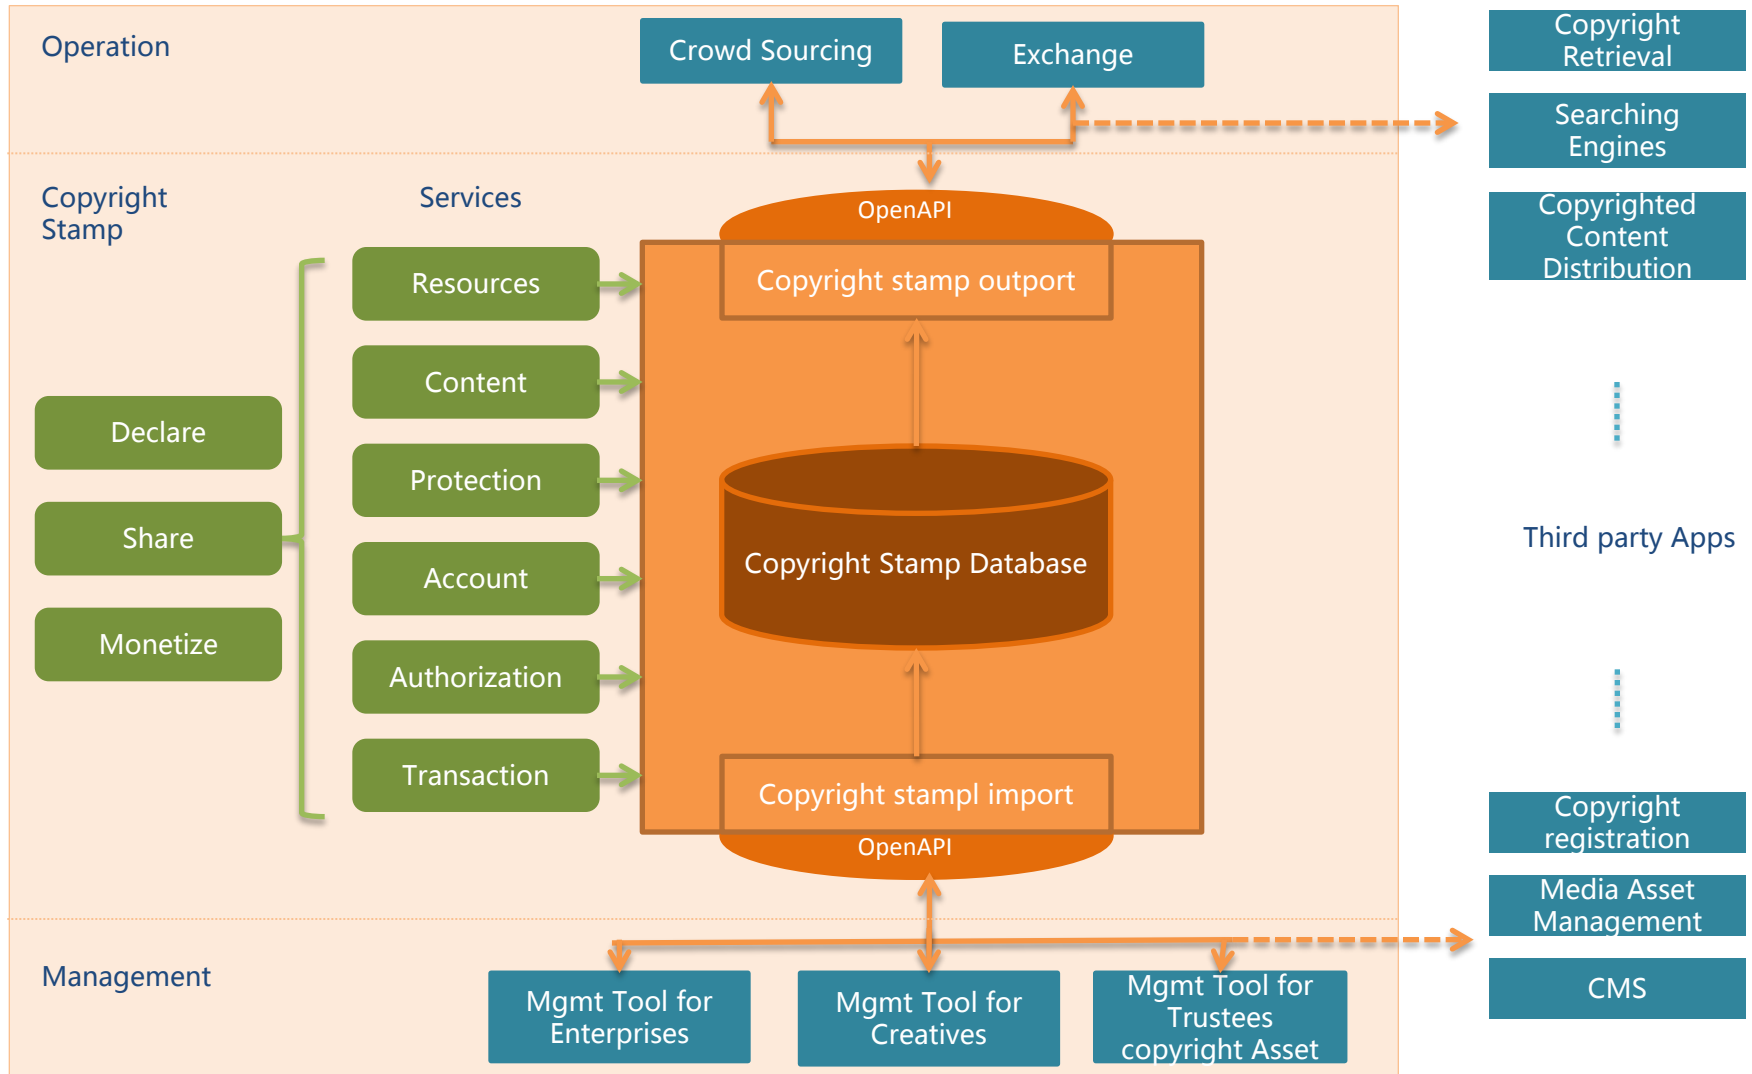 Operation
Crowd Sourcing
Exchange
Copyright
Retrieval
Searching
Engines
Copyrighted
Content
Distribution
Copyright
Stamp
Services
OpenAPI
Copyright stamp outport
Resources
Content
Protection
Account
Authorization
Transaction
Declare
Share
Monetize
Copyright Stamp Database
Copyright stampl import
OpenAPI
Third party Apps
Copyright
registration
Media Asset
Management
CMS
Management
Mgmt Tool for
Enterprises
Mgmt Tool for
Creatives
Mgmt Tool for
Trustees
copyright Asset